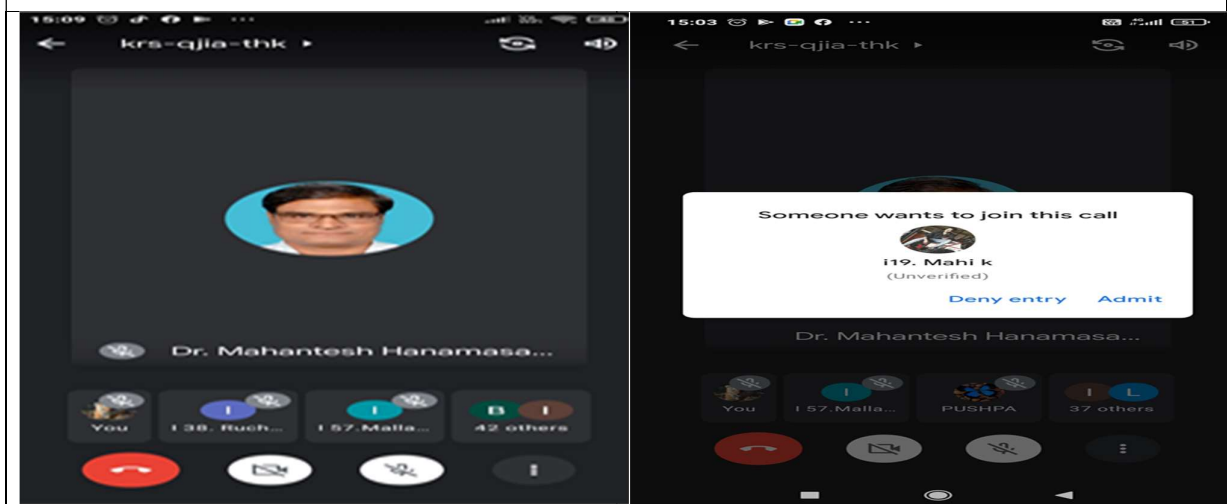 15:09
krs-qjia-thk
Dr. Mahantesh Hanamasa...
You
I 38. Ruch...
I 57.Malla...
B I
42 others
15:03
51
krs-qjia-thk
Someone wants to join this call
i19. Mahi k
(Unverified)
Deny entry Admit
Dr. Mahantesh Hanamasa...
You
I 57.Malla...
PUSHPA
I L
37 others